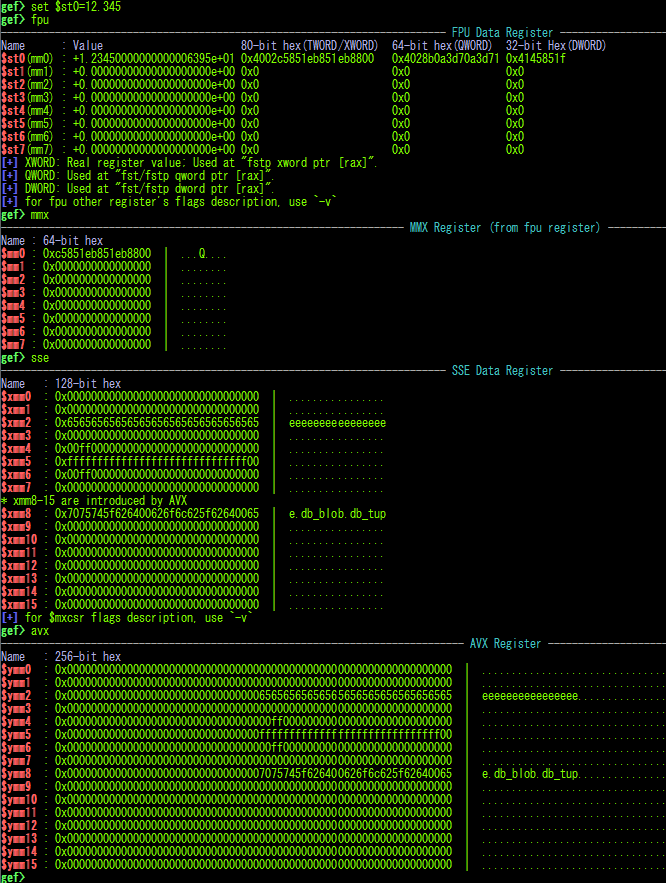 gef> set $st0=12.345
gef> fpu
FPU Data Register
Name : Value 80-bit hex(TWORD/XWORD) 64-bit hex(QWORD) 32-bit Hex(DWORD)
$st0(mm0) : +1.23450000000000006395e+01 0x4002c5851eb851eb8800 0x4028b0a3d70a3d71 0x4145851f
$st1(mm1) : +0.00000000000000000000e+00 0x0 0x0 0x0
$st2(mm2) : +0.00000000000000000000e+00 0x0 0x0 0x0
$st3(mm3) : +0.00000000000000000000e+00 0x0 0x0 0x0
$st4(mm4) : +0.00000000000000000000e+00 0x0 0x0 0x0
$st5(mm5) : +0.00000000000000000000e+00 0x0 0x0 0x0
$st6(mm6) : +0.00000000000000000000e+00 0x0 0x0 0x0
$st7(mm7) : +0.00000000000000000000e+00 0x0 0x0 0x0
[+] XWORD: Real register value; Used at "fstp xword ptr [rax]".
[+] QWORD: Used at "fst/fstp qword ptr [rax]".
[+] DWORD: Used at "fst/fstp dword ptr [rax]".
[+] for fpu other register's flags description, use `-v`
gef> mmx
MMX Register (from fpu register)
Name : 64-bit hex
$mm0 : 0xc5851eb851eb8800 | ...Q....
$mm1 : 0x0000000000000000 | ........
$mm2 : 0x0000000000000000 | ........
$mm3 : 0x0000000000000000 | ........
$mm4 : 0x0000000000000000 | ........
$mm5 : 0x0000000000000000 | ........
$mm6 : 0x0000000000000000 | ........
$mm7 : 0x0000000000000000 | ........
gef> sse
SSE Data Register
Name : 128-bit hex
$xmm0 : 0x00000000000000000000000000000000 | ................
$xmm1 : 0x00000000000000000000000000000000 | ................
$xmm2 : 0x65656565656565656565656565656565 | eeeeeeeeeeeeeeee
$xmm3 : 0x00000000000000000000000000000000 | ................
$xmm4 : 0x00ff0000000000000000000000000000 | ................
$xmm5 : 0xffffffffffffffffffffffffffffff00 | ................
$xmm6 : 0x00ff0000000000000000000000000000 | ................
$xmm7 : 0x00000000000000000000000000000000 | ................
* xmm8-15 are introduced by AVX
$xmm8 : 0x7075745f626400626f6c625f62640065 | e.db_blob.db_tup
$xmm9 : 0x00000000000000000000000000000000 | ................
$xmm10 : 0x00000000000000000000000000000000 | ................
$xmm11 : 0x00000000000000000000000000000000 | ................
$xmm12 : 0x00000000000000000000000000000000 | ................
$xmm13 : 0x00000000000000000000000000000000 | ................
$xmm14 : 0x00000000000000000000000000000000 | ................
$xmm15 : 0x00000000000000000000000000000000 | ................
[+] for $mxcsr flags description, use `-v`
gef> avx
AVX Register
Name : 256-bit hex
$ymm0 : 0x0000000000000000000000000000000000000000000000000000000000000000 | ................................
$ymm1 : 0x0000000000000000000000000000000000000000000000000000000000000000 | ................................
$ymm2 : 0x0000000000000000000000000000000065656565656565656565656565656565 | eeeeeeeeeeeeeeee................
$ymm3 : 0x0000000000000000000000000000000000000000000000000000000000000000 | ................................
$ymm4 : 0x0000000000000000000000000000000000ff0000000000000000000000000000 | ................................
$ymm5 : 0x00000000000000000000000000000000ffffffffffffffffffffffffffffff00 | ................................
$ymm6 : 0x0000000000000000000000000000000000ff0000000000000000000000000000 | ................................
$ymm7 : 0x0000000000000000000000000000000000000000000000000000000000000000 | ................................
$ymm8 : 0x000000000000000000000000000000007075745f626400626f6c625f62640065 | e.db_blob.db_tup................
$ymm9 : 0x0000000000000000000000000000000000000000000000000000000000000000 | ................................
$ymm10 : 0x0000000000000000000000000000000000000000000000000000000000000000 | ................................
$ymm11 : 0x0000000000000000000000000000000000000000000000000000000000000000 | ................................
$ymm12 : 0x0000000000000000000000000000000000000000000000000000000000000000 | ................................
$ymm13 : 0x0000000000000000000000000000000000000000000000000000000000000000 | ................................
$ymm14 : 0x0000000000000000000000000000000000000000000000000000000000000000 | ................................
$ymm15 : 0x0000000000000000000000000000000000000000000000000000000000000000 | ................................
gef>